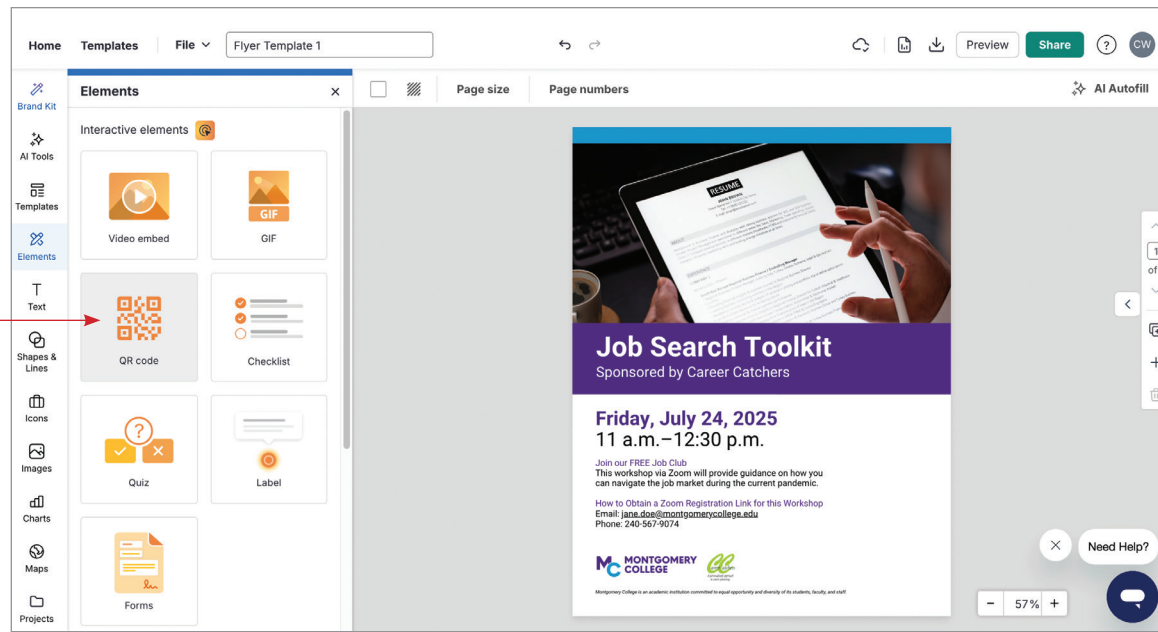 Home
Templates
File
Flyer Template 1
Preview
Share
?
CW
Brand Kit
AI Tools
Templates
Elements
Text
Shapes &
Lines
Icons
Images
Charts
Maps
Projects
Elements
Interactive elements
Video embed
GIF
GIF
QR code
Checklist
?
Quiz
Label
Forms
Page size
Page numbers
AI Autofill
RESUME
Job Search Toolkit
Sponsored by Career Catchers
Friday, July 24, 2025
11 a.m.–12:30 p.m.
Join our FREE Job Club
This workshop via Zoom will provide guidance on how you
can navigate the job market during the current pandemic.
How to Obtain a Zoom Registration Link for this Workshop
Email: jane.doe@montgomerycollege.edu
Phone: 240-567-9074
MC MONTGOMERY
COLLEGE
Montgomery College is an academic institution committed to equal opportunity and diversity of its students, faculty, and staff.
1
of
57%
Need Help?